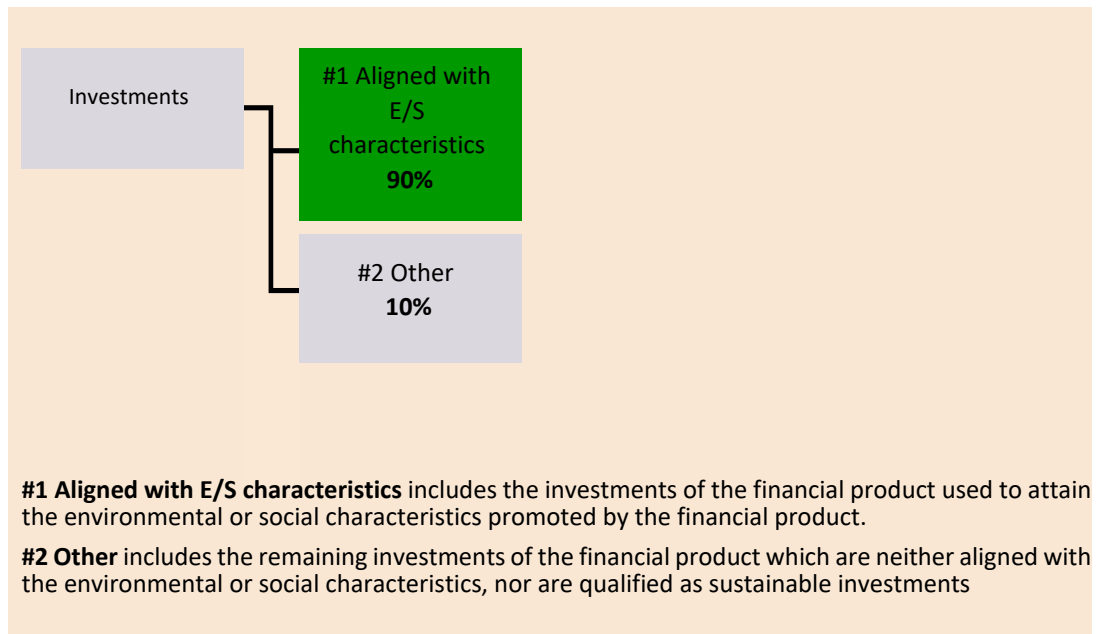 Investments
#1 Aligned with
E/S
characteristics
90%
#2 Other
10%
#1 Aligned with E/S characteristics includes the investments of the financial product used to attain
the environmental or social characteristics promoted by the financial product.
#2 Other includes the remaining investments of the financial product which are neither aligned with
the environmental or social characteristics, nor are qualified as sustainable investments